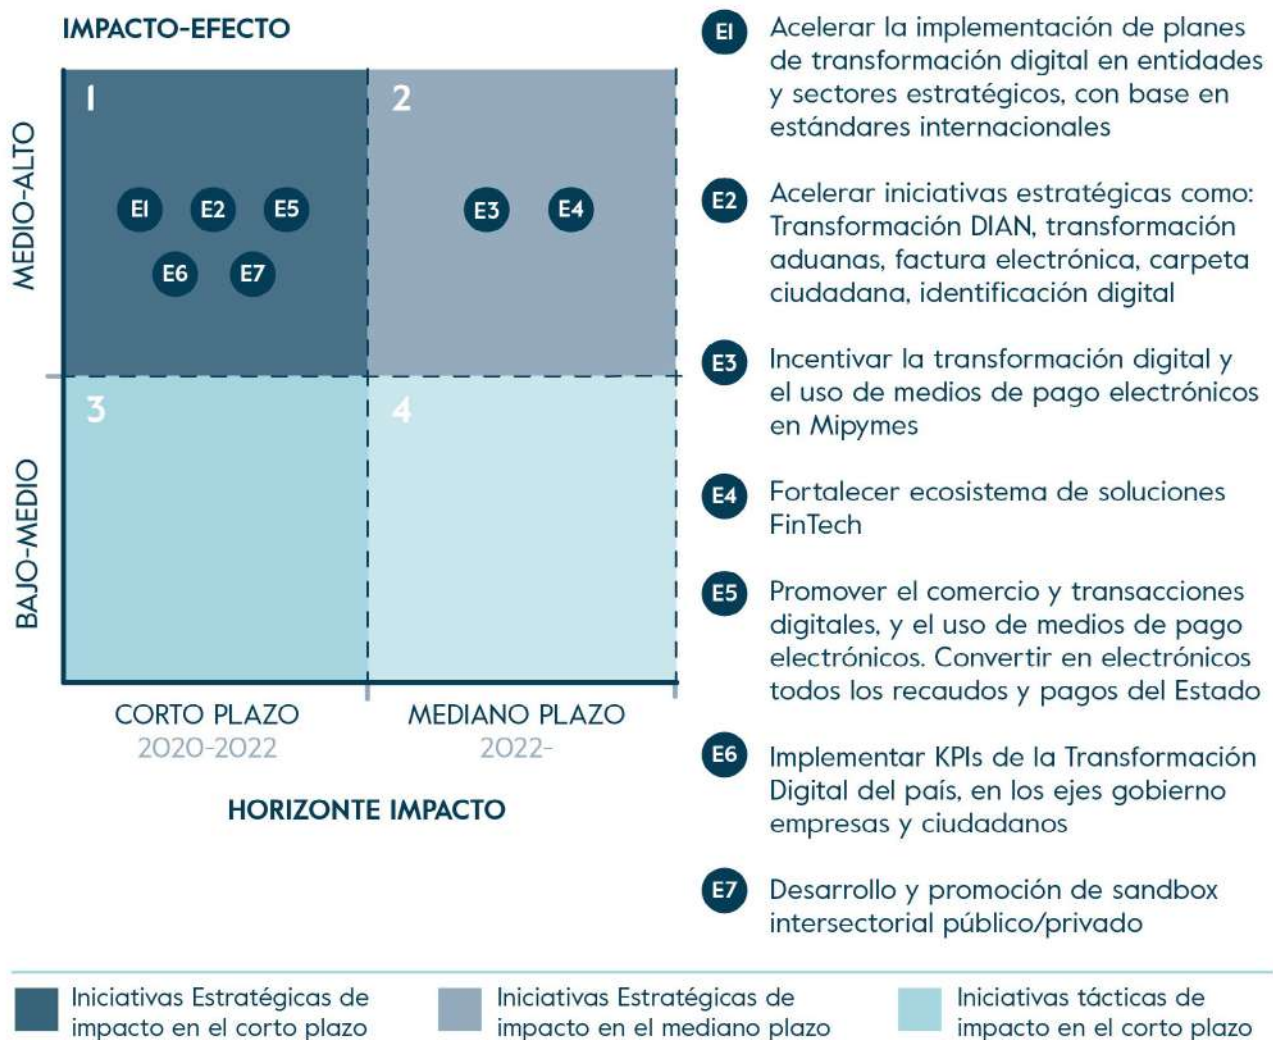 IMPACTO-EFECTO
MEDIO-ALTO
BAJO-MEDIO
1
2
E1
E2
E5
E6
E7
E3
E4
3
4
CORTO PLAZO
2020-2022
MEDIANO PLAZO
2022-
HORIZONTE IMPACTO
E1
Acelerar la implementación de planes
de transformación digital en entidades
y sectores estratégicos, con base en
estándares internacionales
E2
Acelerar iniciativas estratégicas como:
Transformación DIAN, transformación
aduanas, factura electrónica, carpeta
ciudadana, identificación digital
E3
Incentivar la transformación digital y
el uso de medios de pago electrónicos
en Mipymes
E4
Fortalecer ecosistema de soluciones
FinTech
E5
Promover el comercio y transacciones
digitales, y el uso de medios de pago
electrónicos. Convertir en electrónicos
todos los recaudos y pagos del Estado
E6
Implementar KPIs de la Transformación
Digital del país, en los ejes gobierno
empresas y ciudadanos
E7
Desarrollo y promoción de sandbox
intersectorial público/privado
Iniciativas Estratégicas de
impacto en el corto plazo
Iniciativas Estratégicas de
impacto en el mediano plazo
Iniciativas tácticas de
impacto en el corto plazo